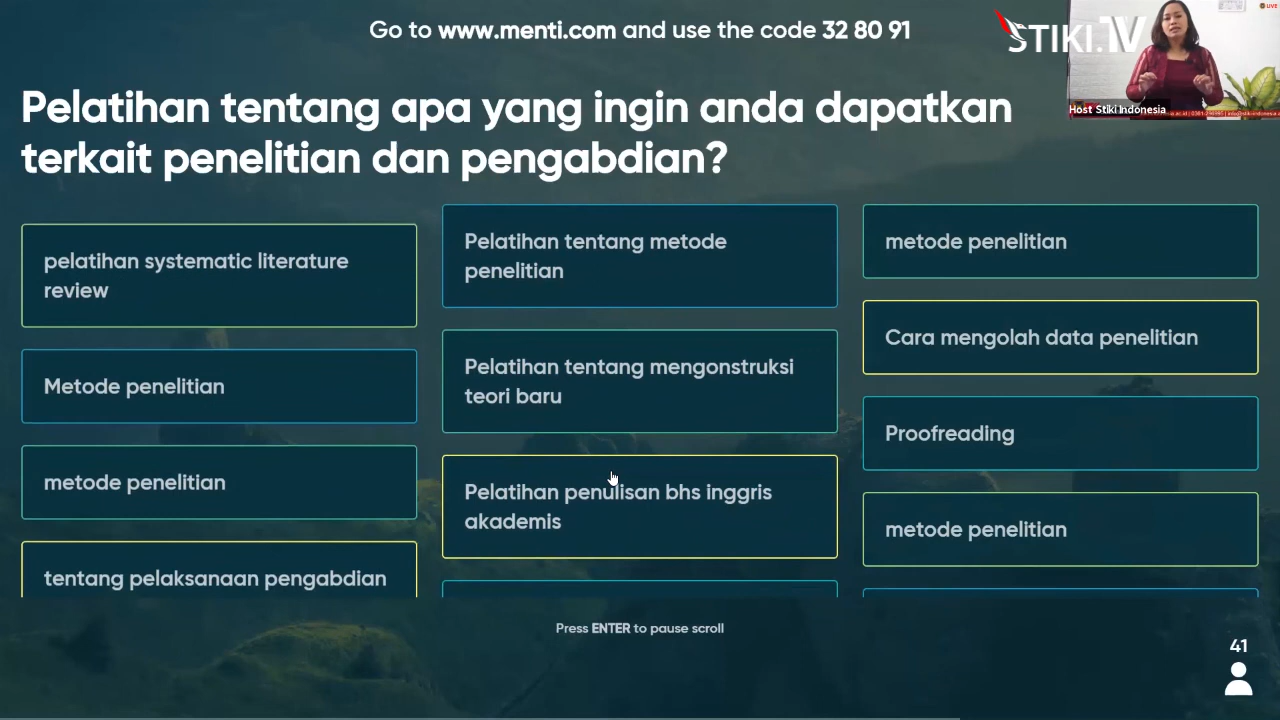 Go to www.menti.com and use the code 32 80 91
STIKI.TV
LIVE
Host Stiki Indonesia
Pelatihan tentang apa yang ingin anda dapatkan
terkait penelitian dan pengabdian?
pelatihan systematic literature
review
Metode penelitian
metode penelitian
tentang pelaksanaan pengabdian
Pelatihan tentang metode
penelitian
Pelatihan tentang mengonstruksi
teori baru
Pelatihan penulisan bhs inggris
akademis
metode penelitian
Cara mengolah data penelitian
Proofreading
metode penelitian
Press ENTER to pause scroll
41